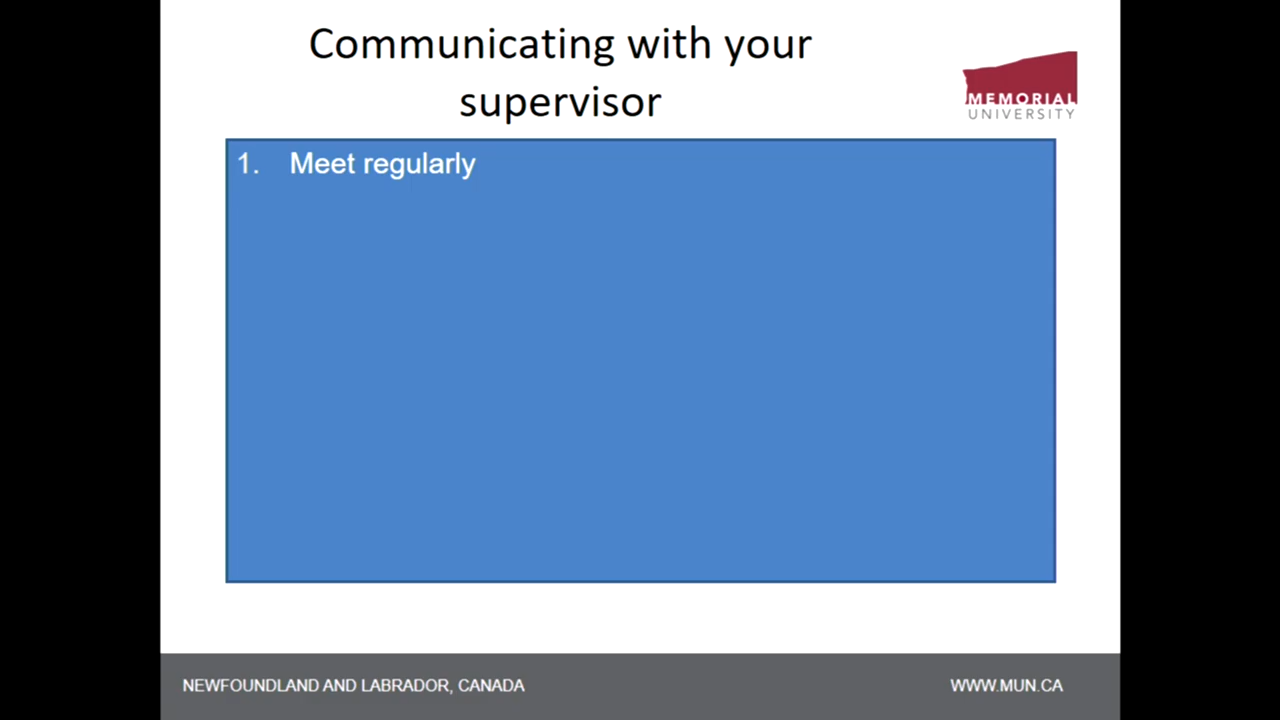 Communicating with your
supervisor
MEMORIAL
UNIVERSITY
1. Meet regularly
NEWFOUNDLAND AND LABRADOR, CANADA
WWW.MUN.CA